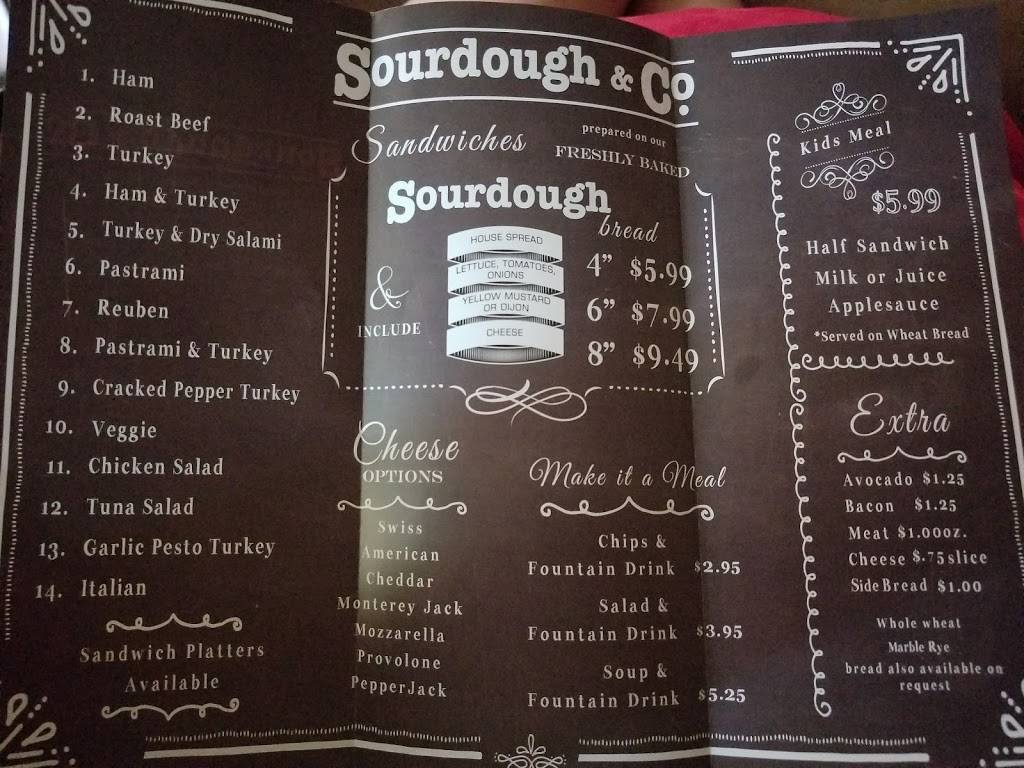 1. Ham
2. Roast Beef
3. Turkey
4. Ham & Turkey
5. Turkey & Dry Salami
6. Pastrami
7. Reuben
8. Pastrami & Turkey
9. Cracked Pepper Turkey
10. Veggie
11. Chicken Salad
12. Tuna Salad
13. Garlic Pesto Turkey
14. Italian
Sandwich Platters
Available
Sourdough & Co.
Sandwiches
prepared on our
FRESHLY BAKED
Sourdough
bread
&
INCLUDE
HOUSE SPREAD
LETTUCE, TOMATOES,
ONIONS
YELLOW MUSTARD
OR DIJON
CHEESE
4” $5.99
6” $7.99
8” $9.49
Cheese
OPTIONS
Swiss
American
Cheddar
Monterey Jack
Mozzarella
Provolone
PepperJack
Make it a Meal
Chips &
Fountain Drink $2.95
Salad &
Fountain Drink $3.95
Soup &
Fountain Drink $5.25
Kids Meal
$5.99
Half Sandwich
Milk or Juice
Applesauce
*Served on Wheat Bread
Extra
Avocado $1.25
Bacon $1.25
Meat $1.00oz.
Cheese $.75slice
Side Bread $1.00
Whole wheat
Marble Rye
bread also available on
request